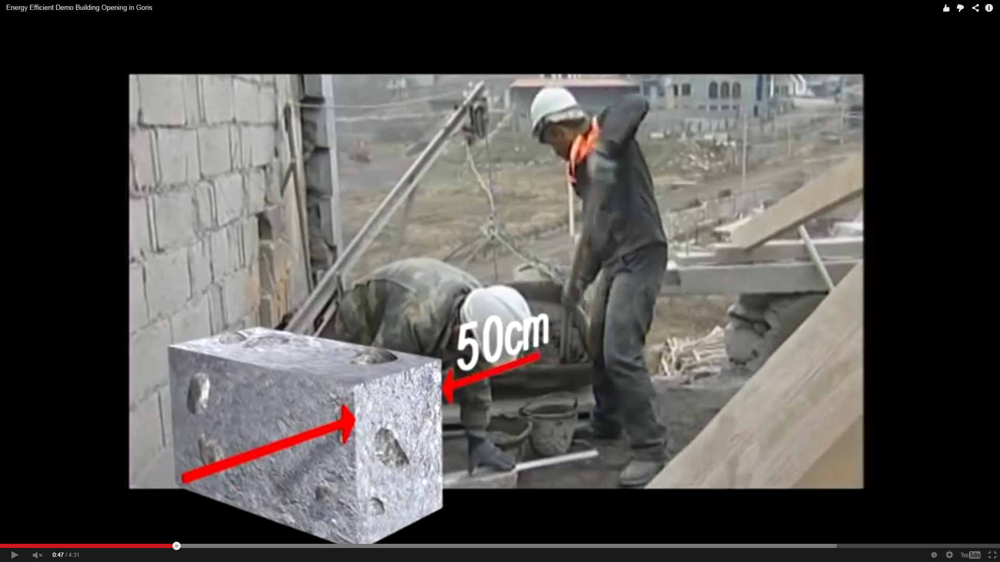 Energy Efficient Demo Building Opening in Goris
50cm
0:47 / 4:31
YouTube